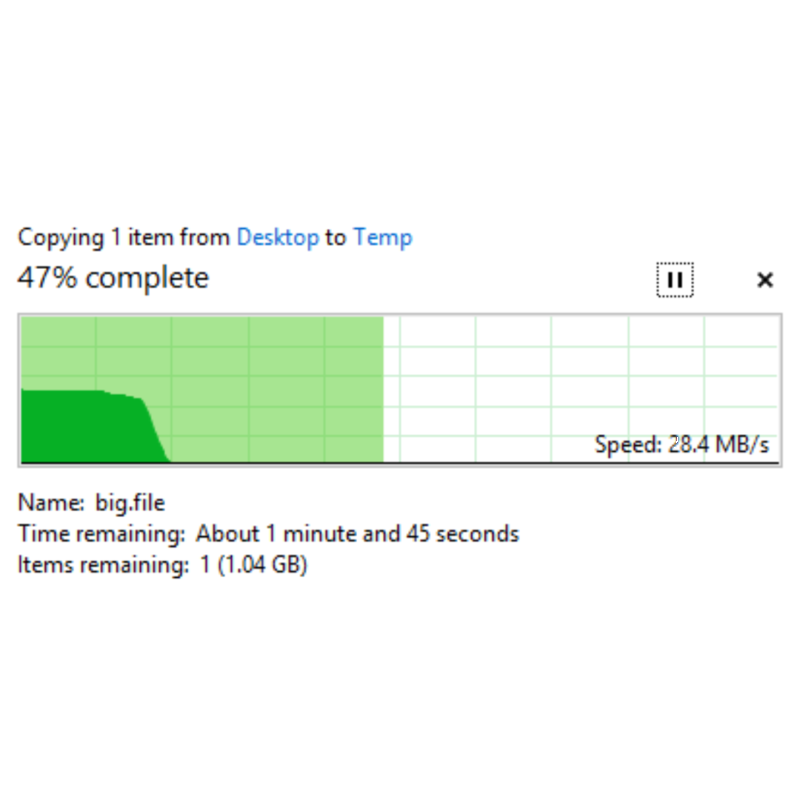 Copying 1 item from Desktop to Temp
47% complete
Speed: 28.4 MB/s
Name: big.file
Time remaining: About 1 minute and 45 seconds
Items remaining: 1 (1.04 GB)